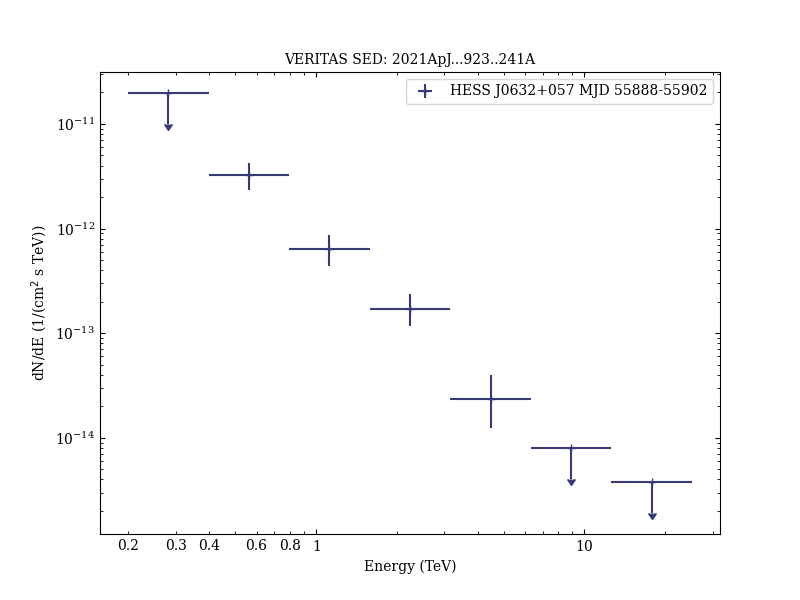 VERITAS SED: 2021ApJ...923..241A
HESS J0632+057 MJD 55888-55902
dN/dE (1/(cm² s TeV))
10⁻¹¹
10⁻¹²
10⁻¹³
10⁻¹⁴
0.2 0.3 0.4 0.6 0.8 1 10
Energy (TeV)